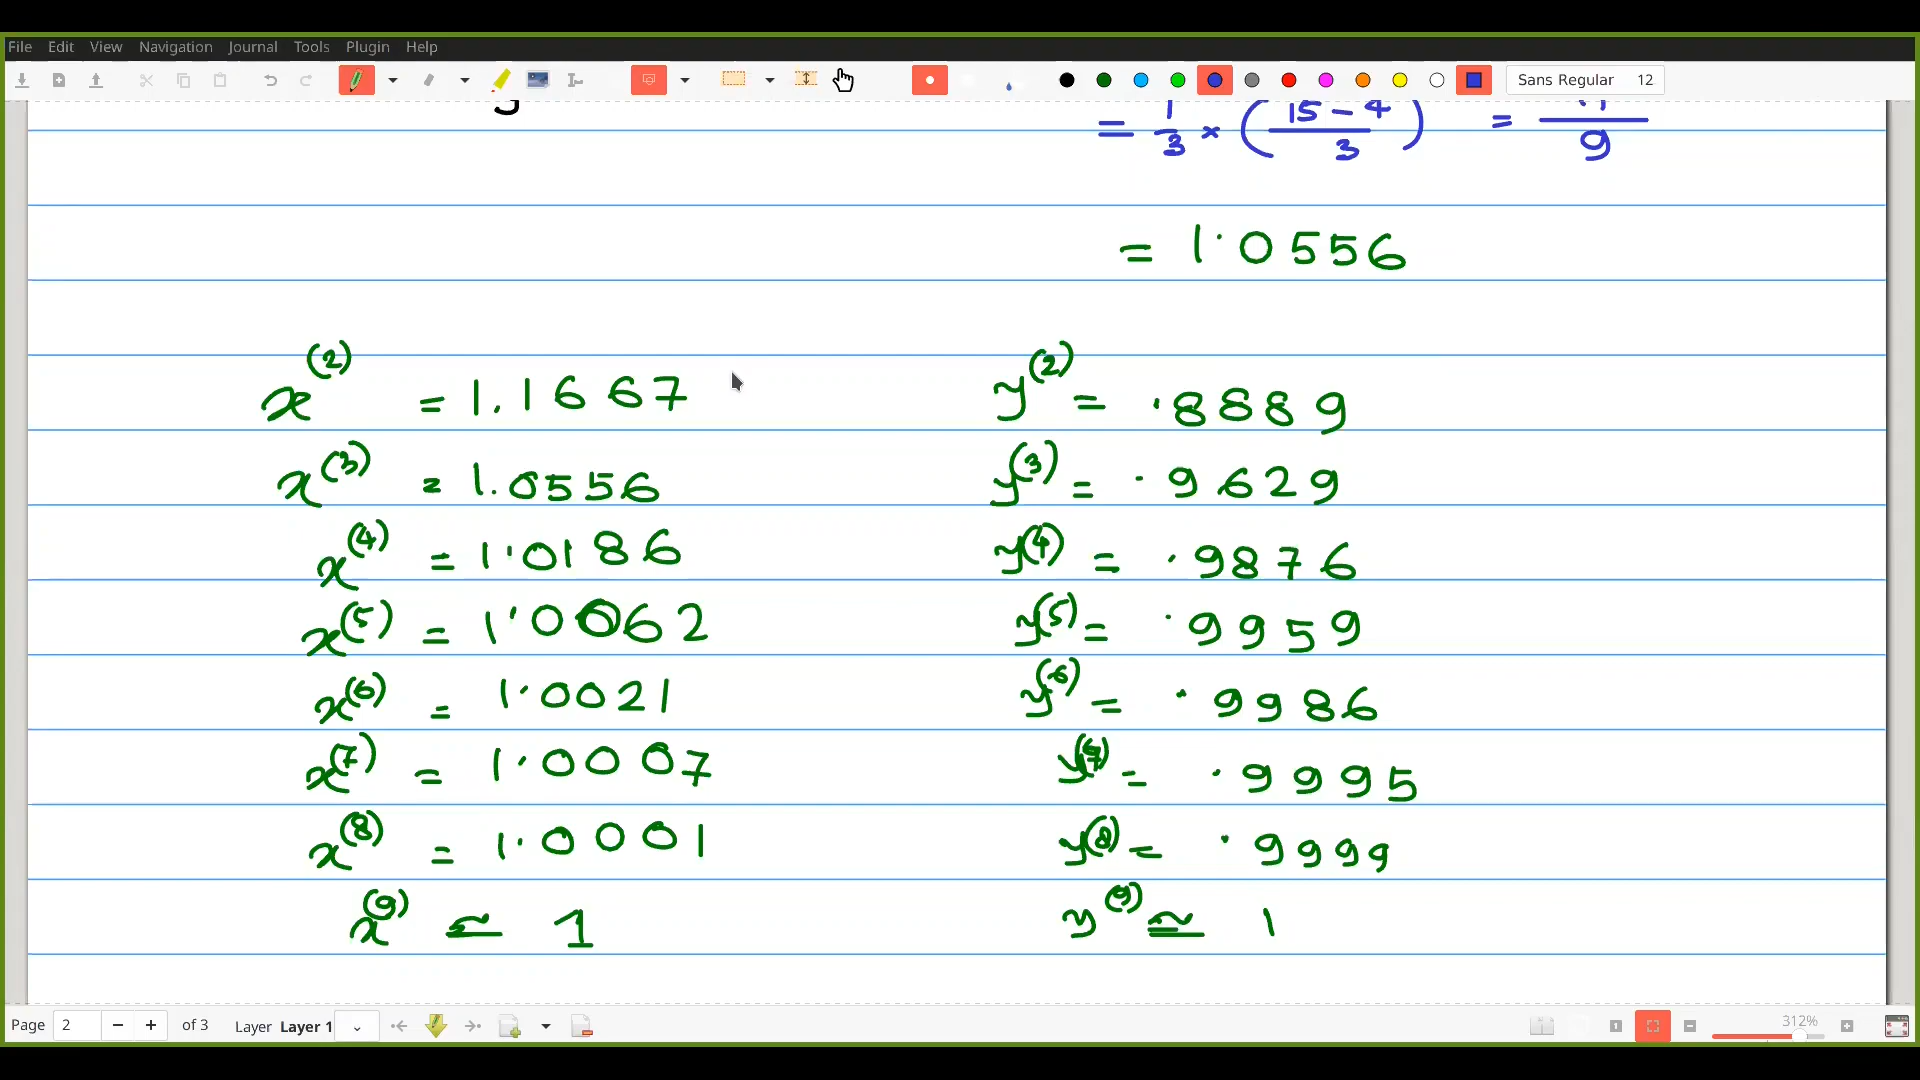 File Edit View Navigation Journal Tools Plugin Help
Sans Regular 12
= 1/3 × ( (15 - 4)/3 ) = 11/9
= 1.0556
x^(2) = 1.1667 y^(2) = .8889
x^(3) = 1.0556 y^(3) = .9629
x^(4) = 1.0186 y^(4) = .9876
x^(5) = 1.0062 y^(5) = .9959
x^(6) = 1.0021 y^(6) = .9986
x^(7) = 1.0007 y^(7) = .9995
x^(8) = 1.0001 y^(8) = .9999
x^(9) ≃ 1 y^(9) ≃ 1
Page 2 - + of 3 Layer Layer 1 312%